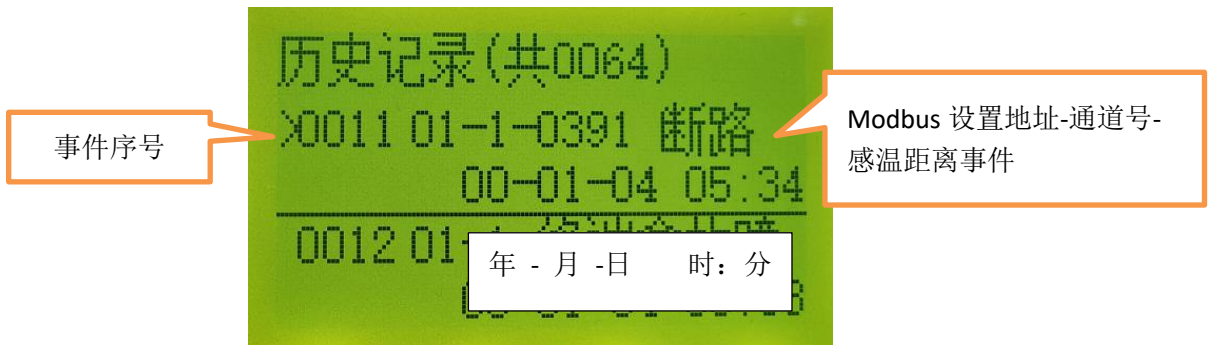 历史记录(共0064)
事件序号
>0011 01-1-0391 断路
Modbus 设置地址-通道号-
感温距离事件
00-01-04 05:34
0012 01
年 - 月 -日 时：分